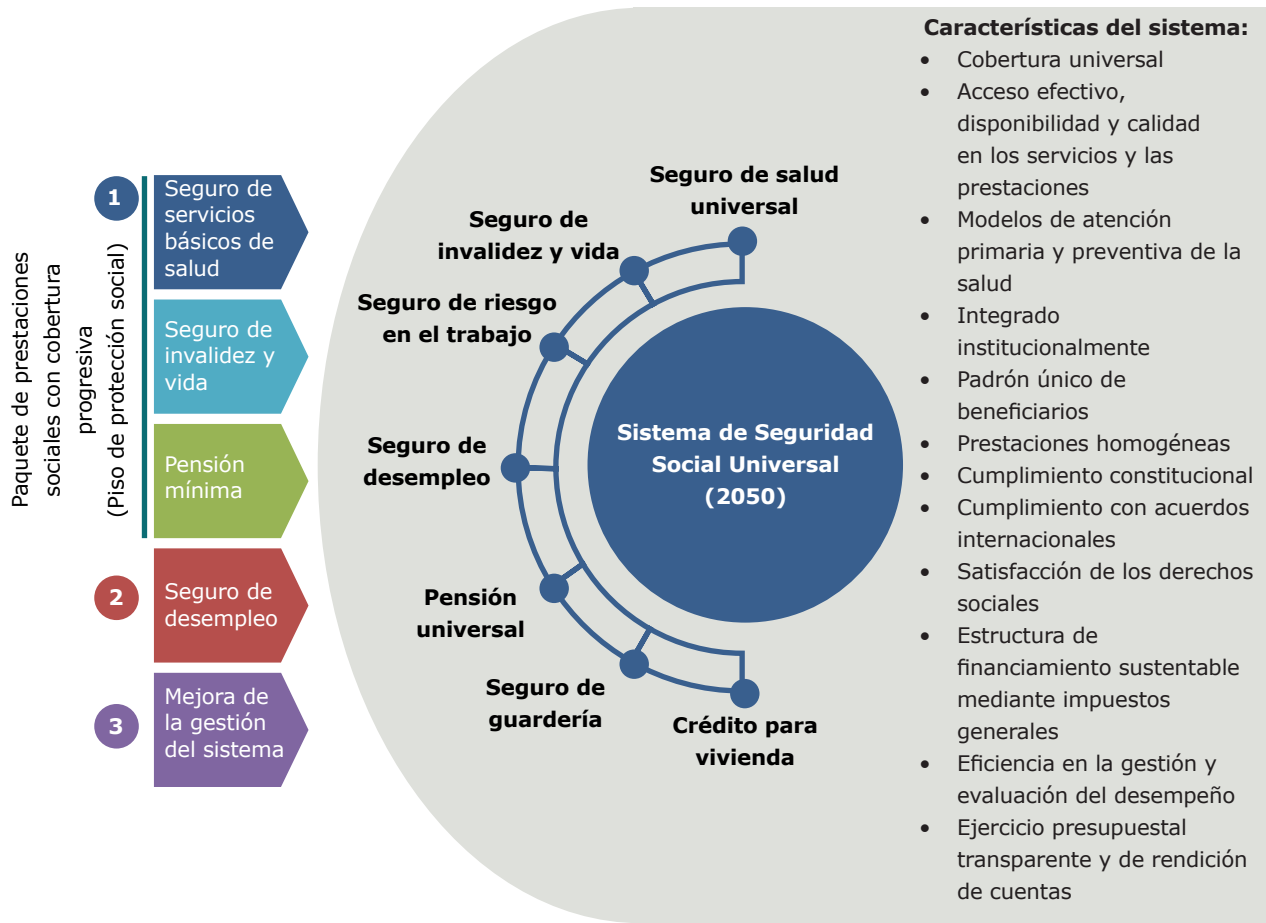 Paquete de prestaciones
sociales con cobertura
progresiva
(Piso de protección social)
1
Seguro de
servicios
básicos de
salud
Seguro de
invalidez y
vida
Pensión
mínima
2
Seguro de
desempleo
3
Mejora de
la gestión
del sistema
Seguro de salud
universal
Seguro de
invalidez y vida
Seguro de riesgo
en el trabajo
Seguro de
desempleo
Pensión
universal
Seguro de
guardería
Crédito para
vivienda
Sistema de Seguridad
Social Universal
(2050)
Características del sistema:
• Cobertura universal
• Acceso efectivo,
disponibilidad y calidad
en los servicios y las
prestaciones
• Modelos de atención
primaria y preventiva de la
salud
• Integrado
institucionalmente
• Padrón único de
beneficiarios
• Prestaciones homogéneas
• Cumplimiento constitucional
• Cumplimiento con acuerdos
internacionales
• Satisfacción de los derechos
sociales
• Estructura de
financiamiento sustentable
mediante impuestos
generales
• Eficiencia en la gestión y
evaluación del desempeño
• Ejercicio presupuestal
transparente y de rendición
de cuentas